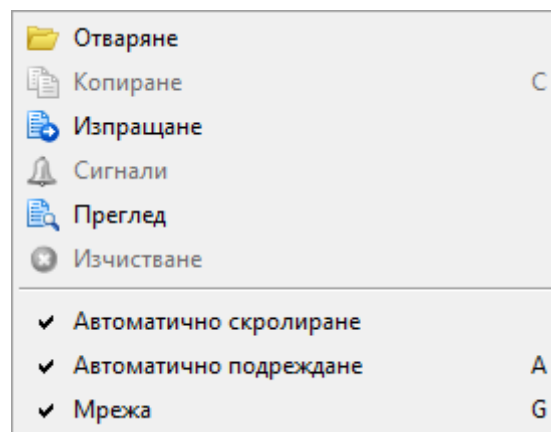 Отваряне
Копиране C
Изпращане
Сигнали
Преглед
Изчистване
Автоматично скролиране
Автоматично подреждане A
Мрежа G